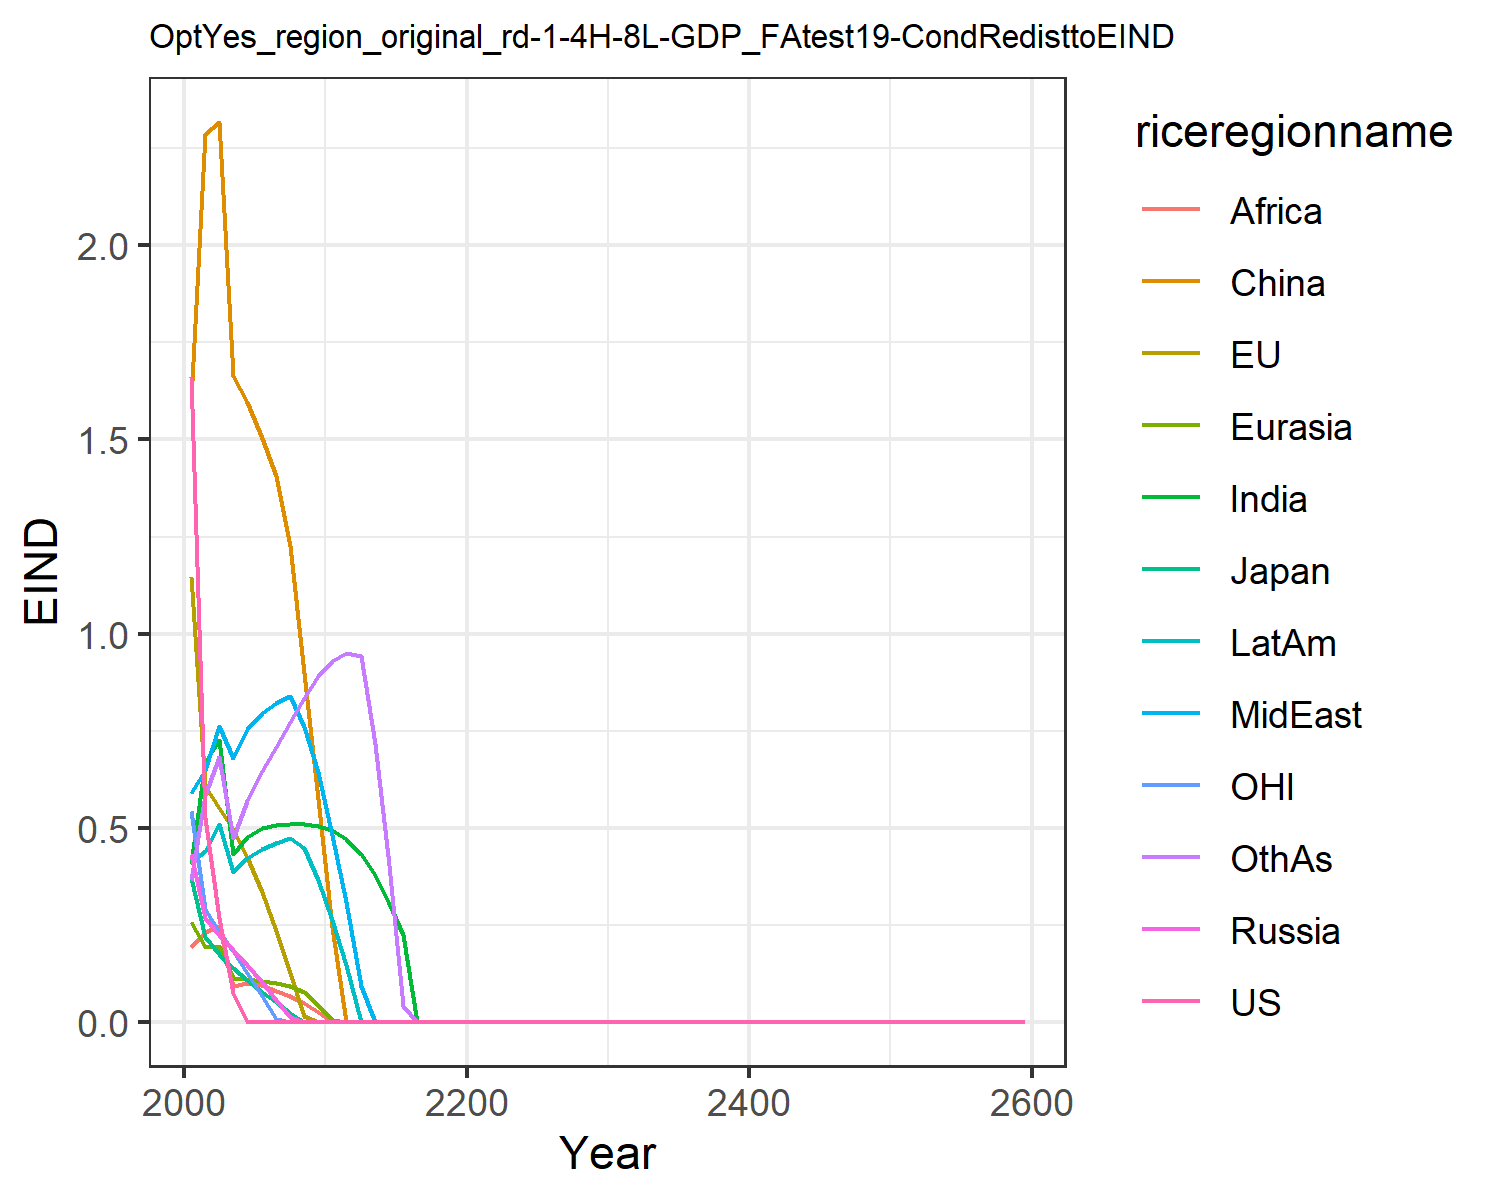 OptYes_region_original_rd-1-4H-8L-GDP_FAtest19-CondRedisttoEIND
riceregionname
Africa
China
EU
Eurasia
India
Japan
LatAm
MidEast
OHI
OthAs
Russia
US
EIND
2.0
1.5
1.0
0.5
0.0
2000 2200 2400 2600
Year